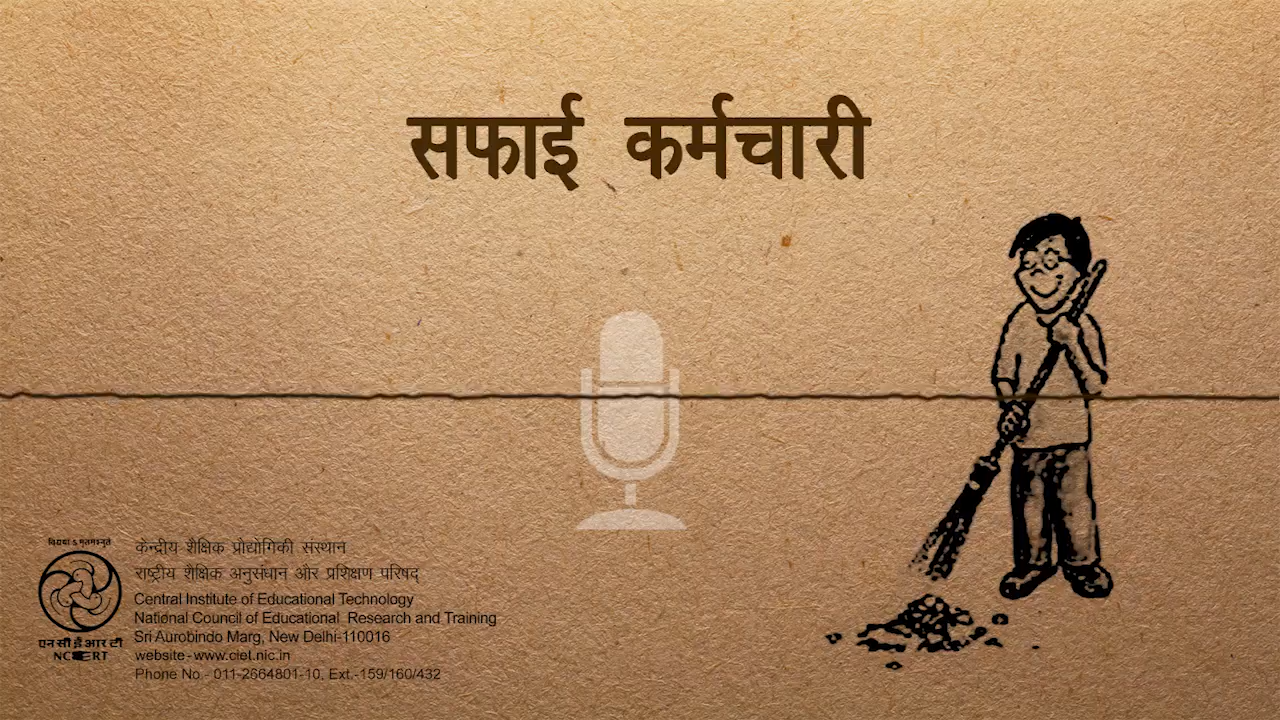 सफाई कर्मचारी
विद्यया ऽ मृतमश्नुते
एन सी ई आर टी
NCERT
केन्द्रीय शैक्षिक प्रौद्योगिकी संस्थान
राष्ट्रीय शैक्षिक अनुसंधान और प्रशिक्षण परिषद्
Central Institute of Educational Technology
National Council of Educational Research and Training
Sri Aurobindo Marg, New Delhi-110016
website-www.ciet.nic.in
Phone No.- 011-2664801-10, Ext.-159/160/432